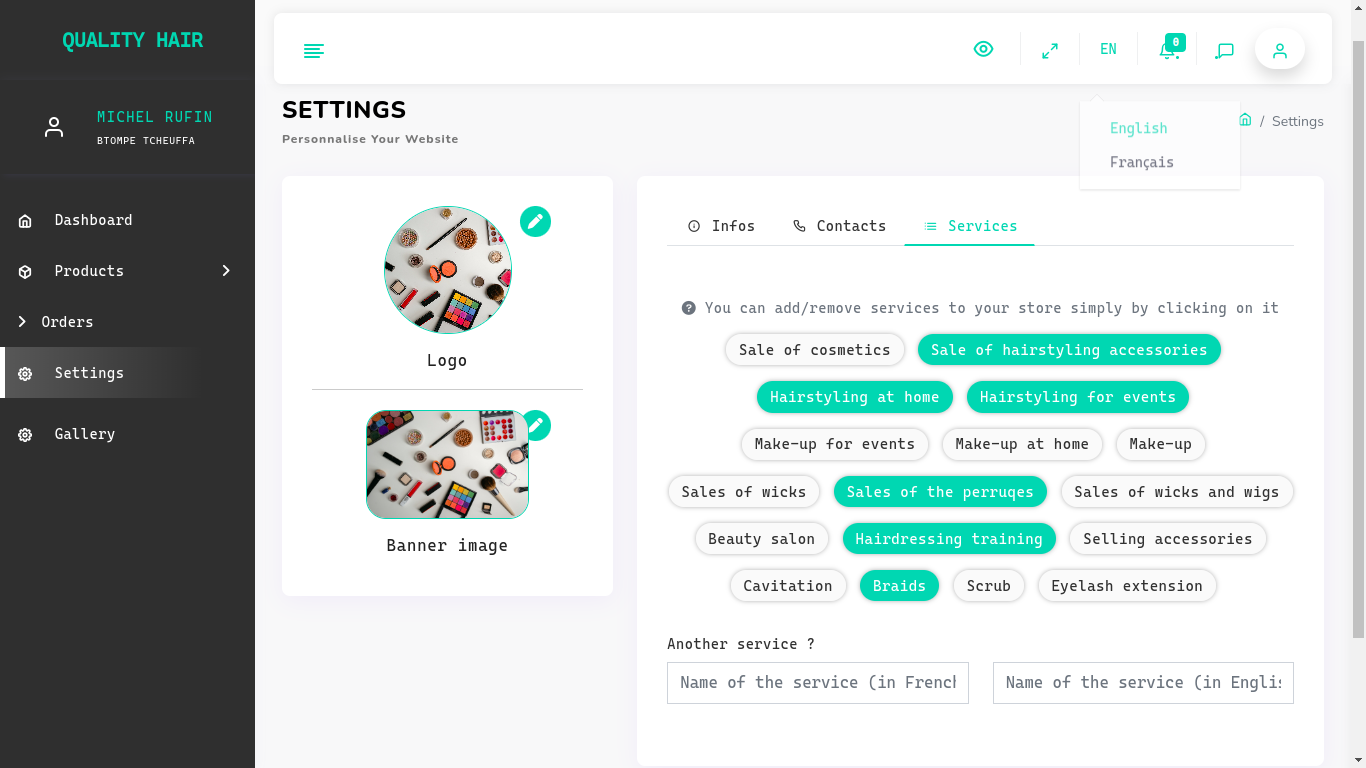 QUALITY HAIR
EN
0
MICHEL RUFIN
BTOMPE TCHEUFFA
Dashboard
Products
Orders
Settings
Gallery
SETTINGS
Personnalise Your Website
/ Settings
English
Français
Logo
Banner image
Infos
Contacts
Services
You can add/remove services to your store simply by clicking on it
Sale of cosmetics
Sale of hairstyling accessories
Hairstyling at home
Hairstyling for events
Make-up for events
Make-up at home
Make-up
Sales of wicks
Sales of the perruqes
Sales of wicks and wigs
Beauty salon
Hairdressing training
Selling accessories
Cavitation
Braids
Scrub
Eyelash extension
Another service ?
Name of the service (in French
Name of the service (in Englis